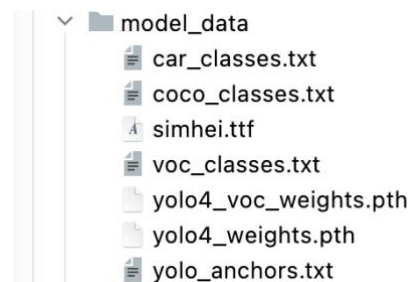 model_data
car_classes.txt
coco_classes.txt
simhei.ttf
voc_classes.txt
yolo4_voc_weights.pth
yolo4_weights.pth
yolo_anchors.txt